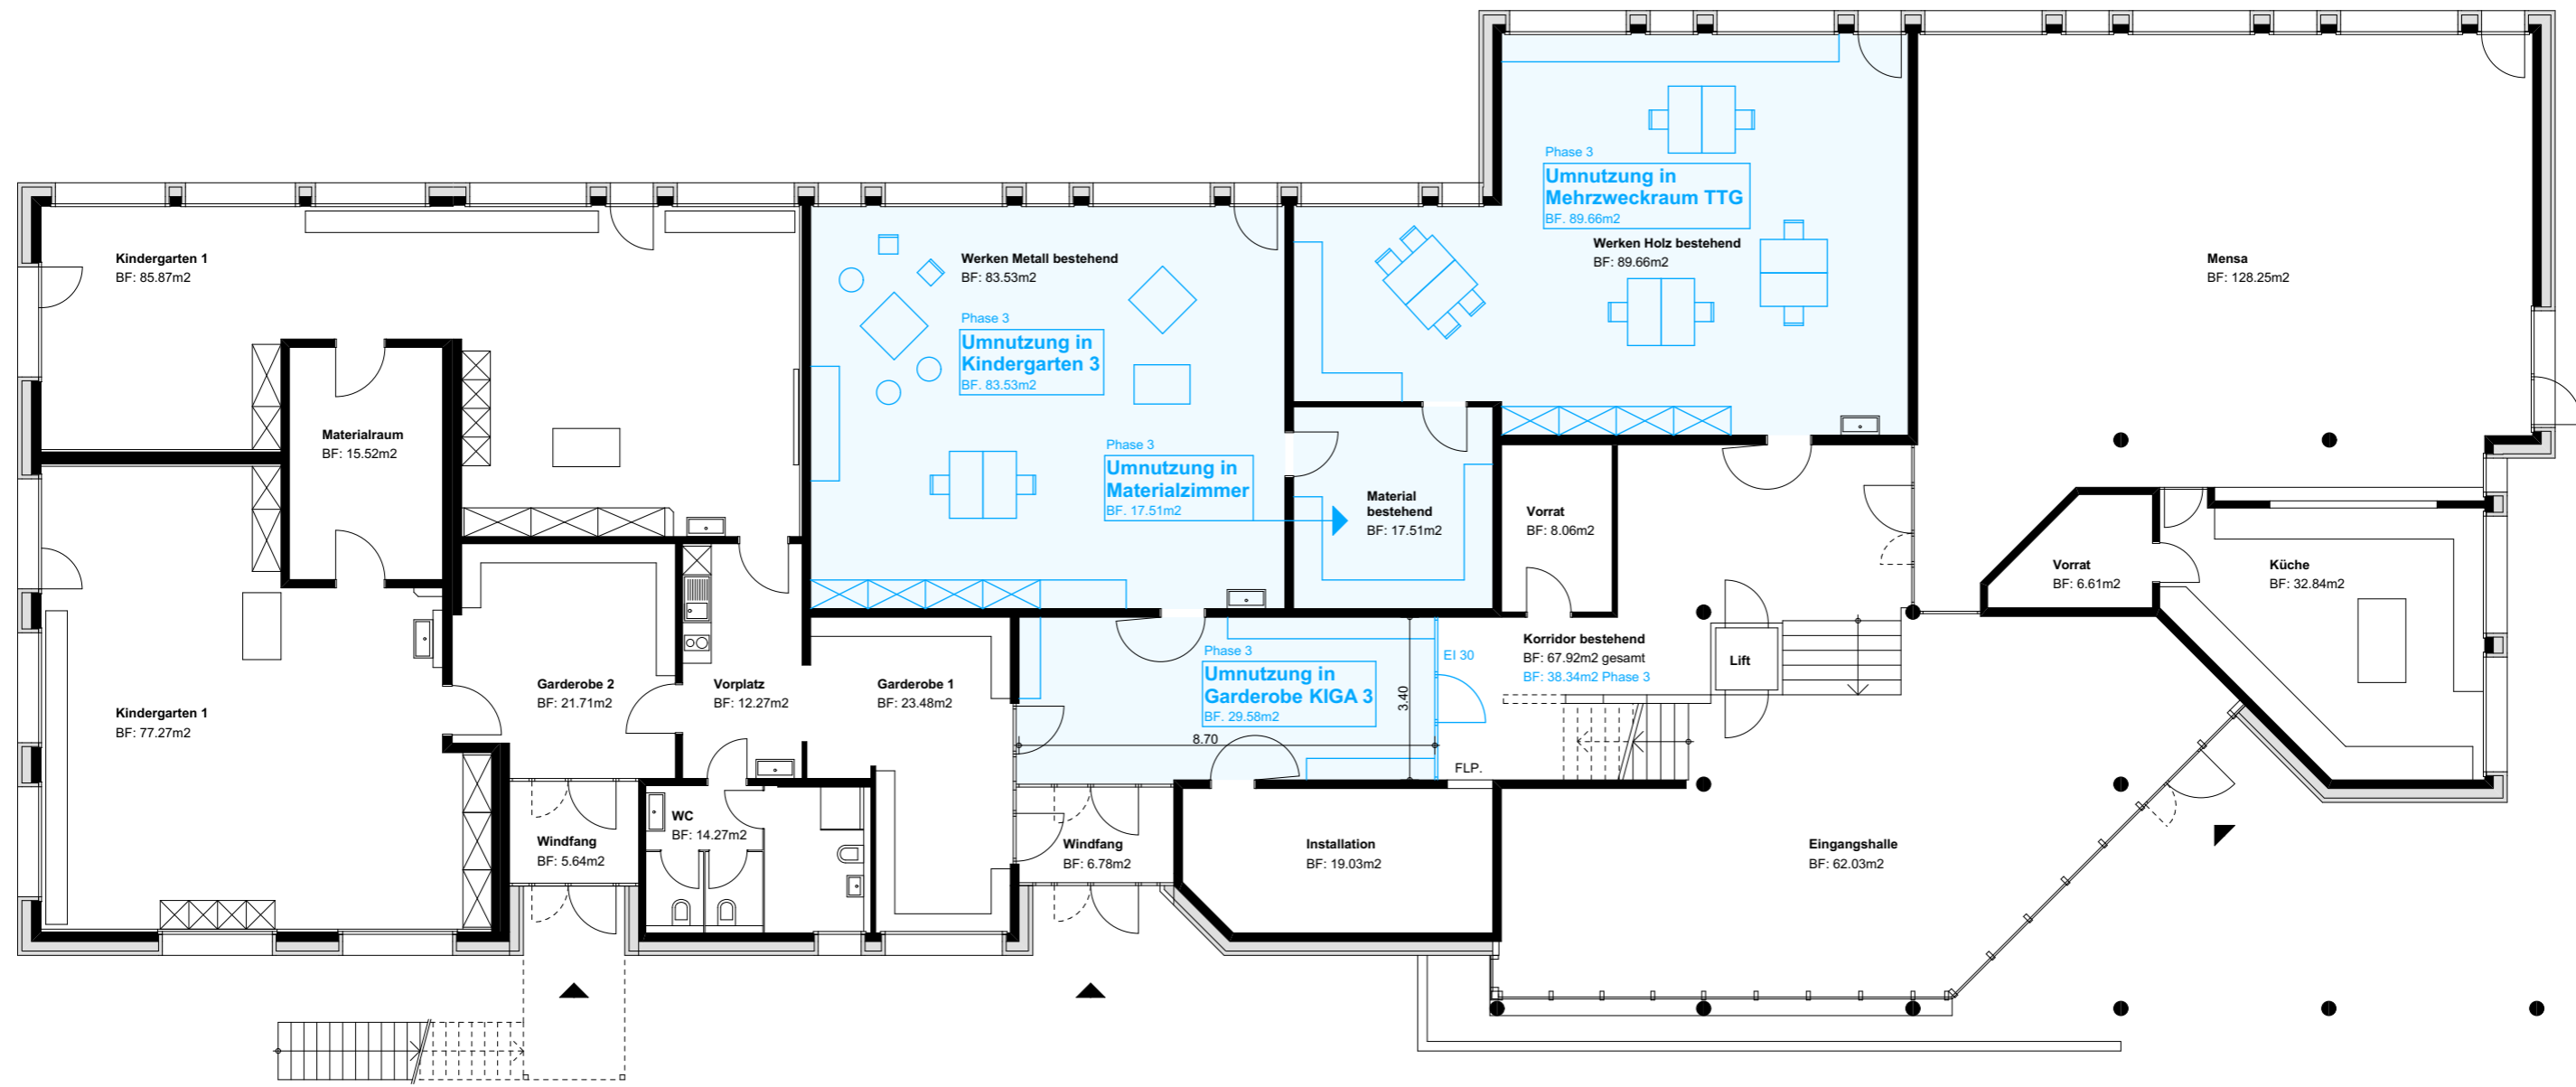 Kindergarten 1
BF: 85.87m2
Materialraum
BF: 15.52m2
Kindergarten 1
BF: 77.27m2
Garderobe 2
BF: 21.71m2
Windfang
BF: 5.64m2
Vorplatz
BF: 12.27m2
WC
BF: 14.27m2
Garderobe 1
BF: 23.48m2
Werken Metall bestehend
BF: 83.53m2
Phase 3
Umnutzung in
Kindergarten 3
BF. 83.53m2
Phase 3
Umnutzung in
Materialzimmer
BF. 17.51m2
Material
bestehend
BF: 17.51m2
Phase 3
Umnutzung in
Mehrzweckraum TTG
BF. 89.66m2
Werken Holz bestehend
BF: 89.66m2
Phase 3
Umnutzung in
Garderobe KIGA 3
BF. 29.58m2
8.70
3.40
EI 30
FLP.
Windfang
BF: 6.78m2
Installation
BF: 19.03m2
Vorrat
BF: 8.06m2
Korridor bestehend
BF: 67.92m2 gesamt
BF: 38.34m2 Phase 3
Lift
Eingangshalle
BF: 62.03m2
Mensa
BF: 128.25m2
Vorrat
BF: 6.61m2
Küche
BF: 32.84m2